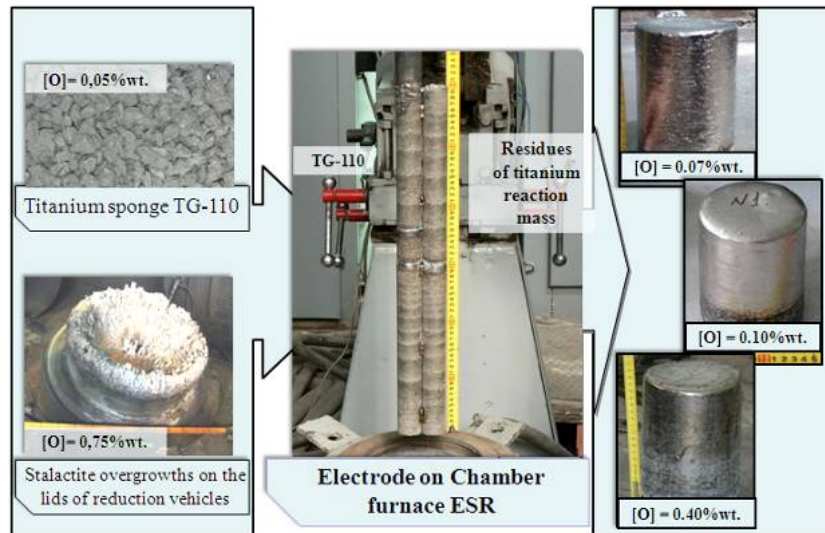 [O]= 0,05%wt.
Titanium sponge TG-110
[O]= 0,75%wt.
Stalactite overgrowths on the
lids of reduction vehicles
TG-110
Residues
of titanium
reaction
mass
Electrode on Chamber
furnace ESR
[O] = 0.07%wt.
N1
[O] = 0.10%wt.
[O] = 0.40%wt.